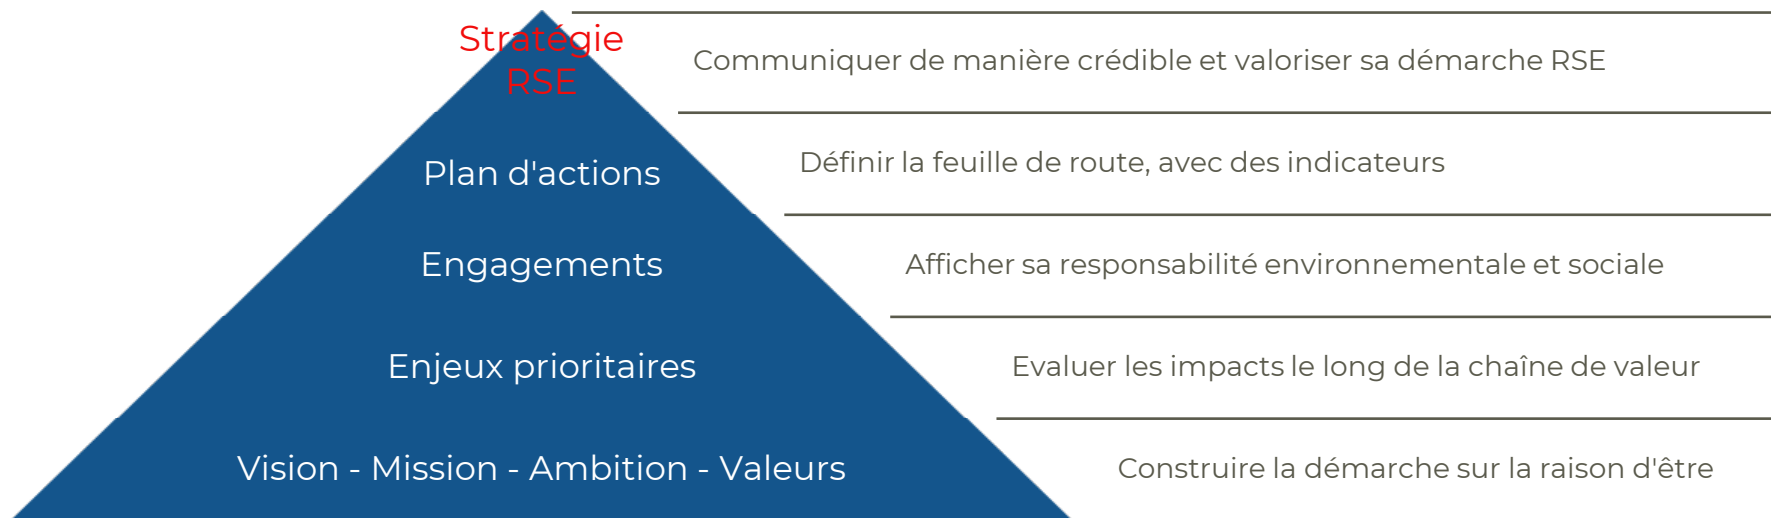 Stratégie
RSE
Communiquer de manière crédible et valoriser sa démarche RSE
Plan d'actions
Définir la feuille de route, avec des indicateurs
Engagements
Afficher sa responsabilité environnementale et sociale
Enjeux prioritaires
Evaluer les impacts le long de la chaîne de valeur
Vision - Mission - Ambition - Valeurs
Construire la démarche sur la raison d'être